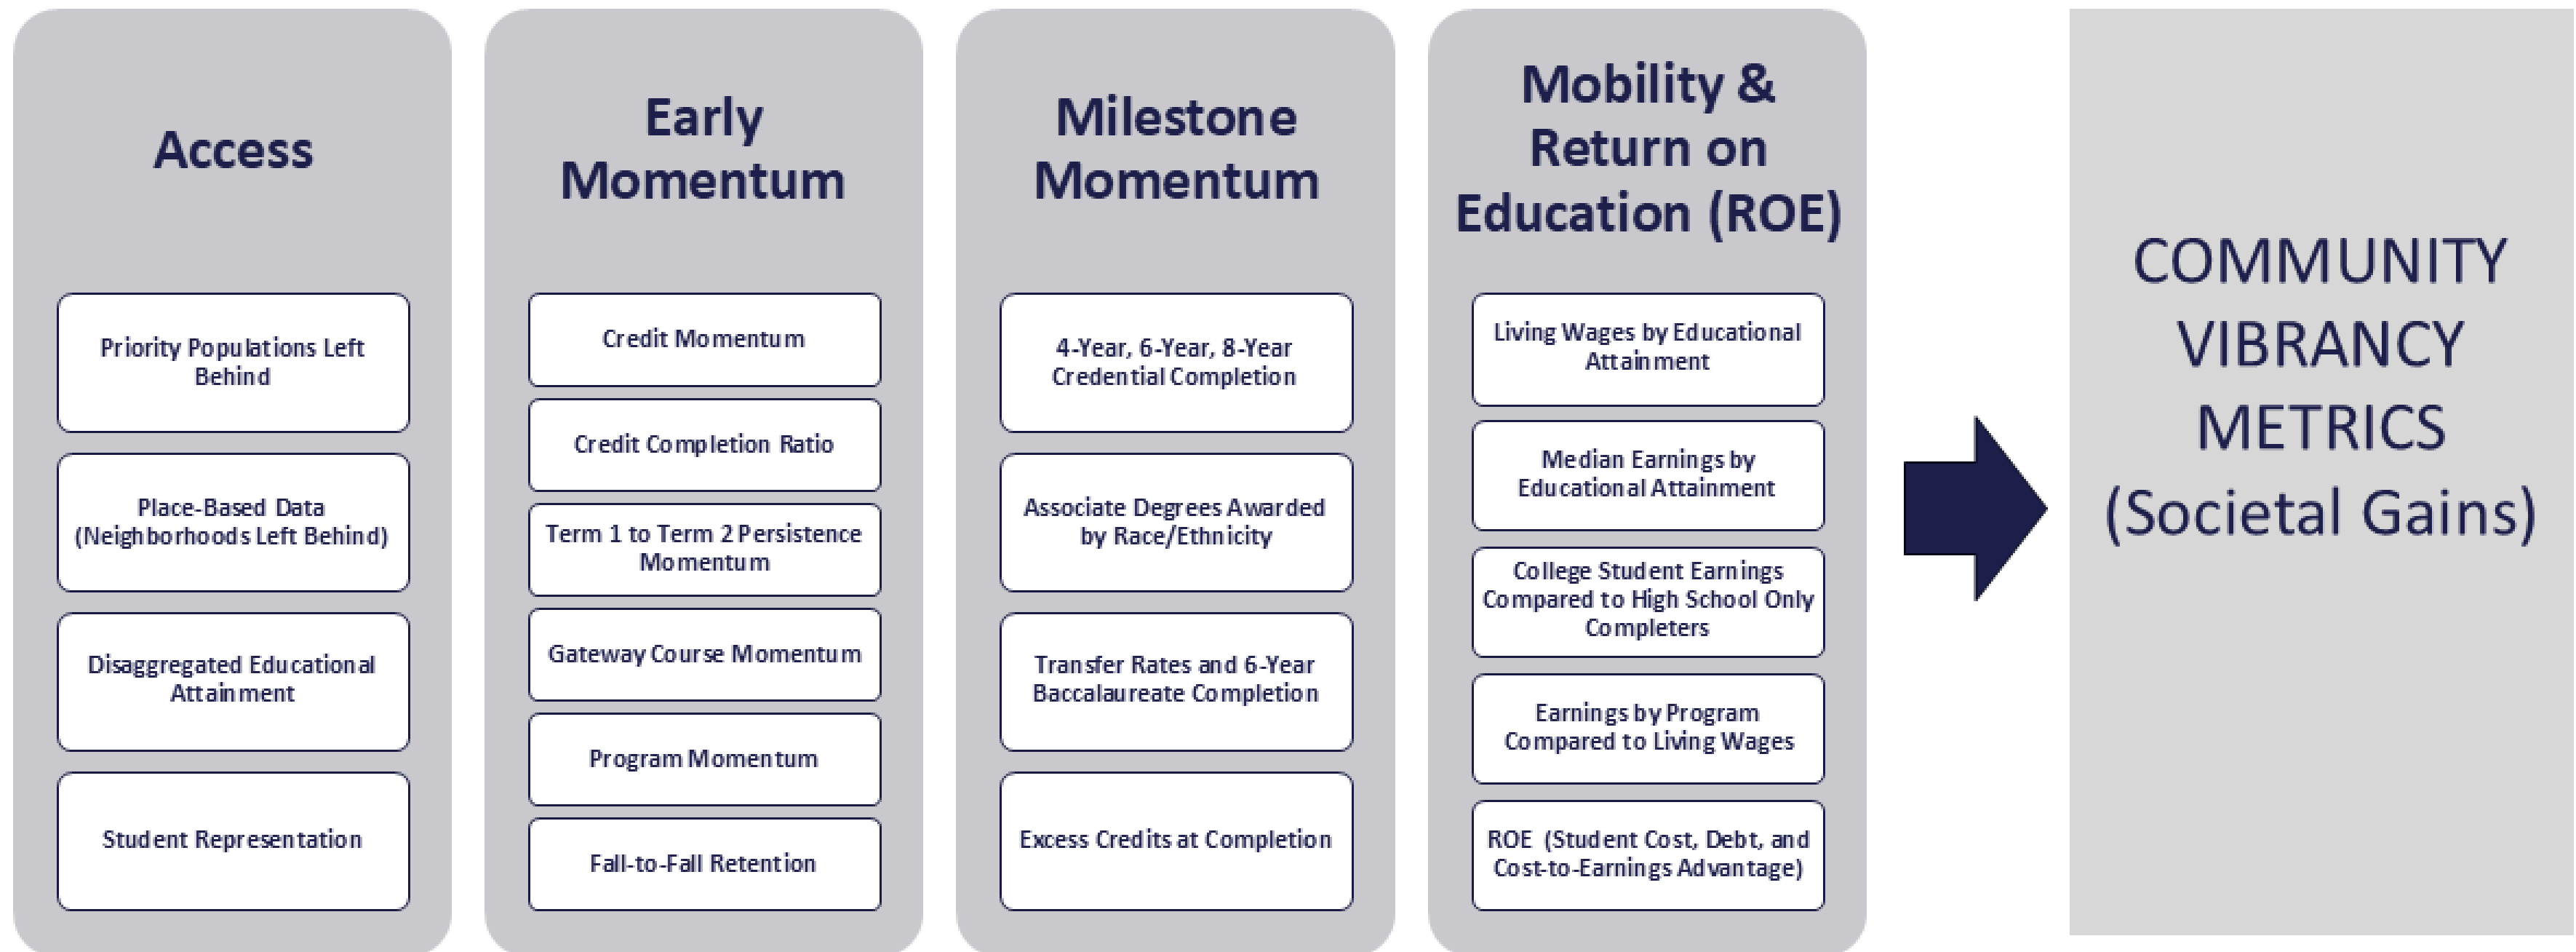 Access
Priority Populations Left
Behind
Place-Based Data
(Neighborhoods Left Behind)
Disaggregated Educational
Attainment
Student Representation
Early
Momentum
Credit Momentum
Credit Completion Ratio
Term 1 to Term 2 Persistence
Momentum
Gateway Course Momentum
Program Momentum
Fall-to-Fall Retention
Milestone
Momentum
4-Year, 6-Year, 8-Year
Credential Completion
Associate Degrees Awarded
by Race/Ethnicity
Transfer Rates and 6-Year
Baccalaureate Completion
Excess Credits at Completion
Mobility &
Return on
Education (ROE)
Living Wages by Educational
Attainment
Median Earnings by
Educational Attainment
College Student Earnings
Compared to High School Only
Completers
Earnings by Program
Compared to Living Wages
ROE (Student Cost, Debt, and
Cost-to-Earnings Advantage)
COMMUNITY
VIBRANCY
METRICS
(Societal Gains)